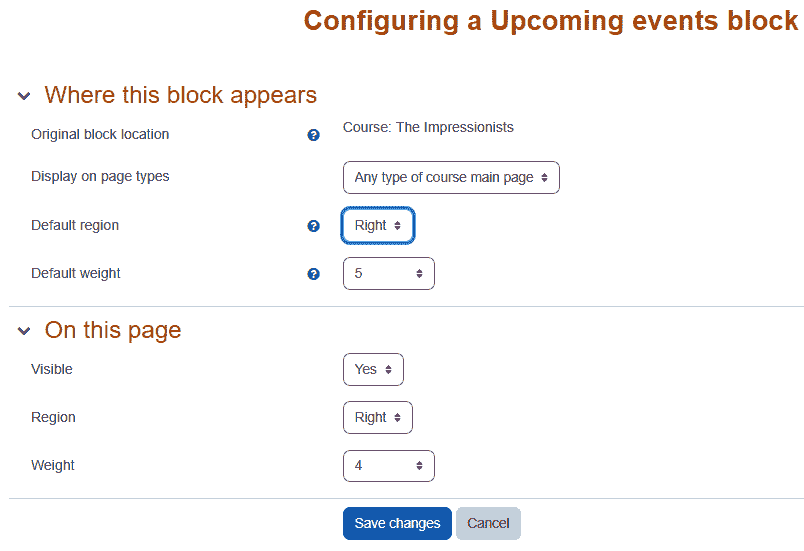 Configuring a Upcoming events block
Where this block appears
Original block location ? Course: The Impressionists
Display on page types Any type of course main page
Default region ? Right
Default weight ? 5
On this page
Visible Yes
Region Right
Weight 4
Save changes Cancel